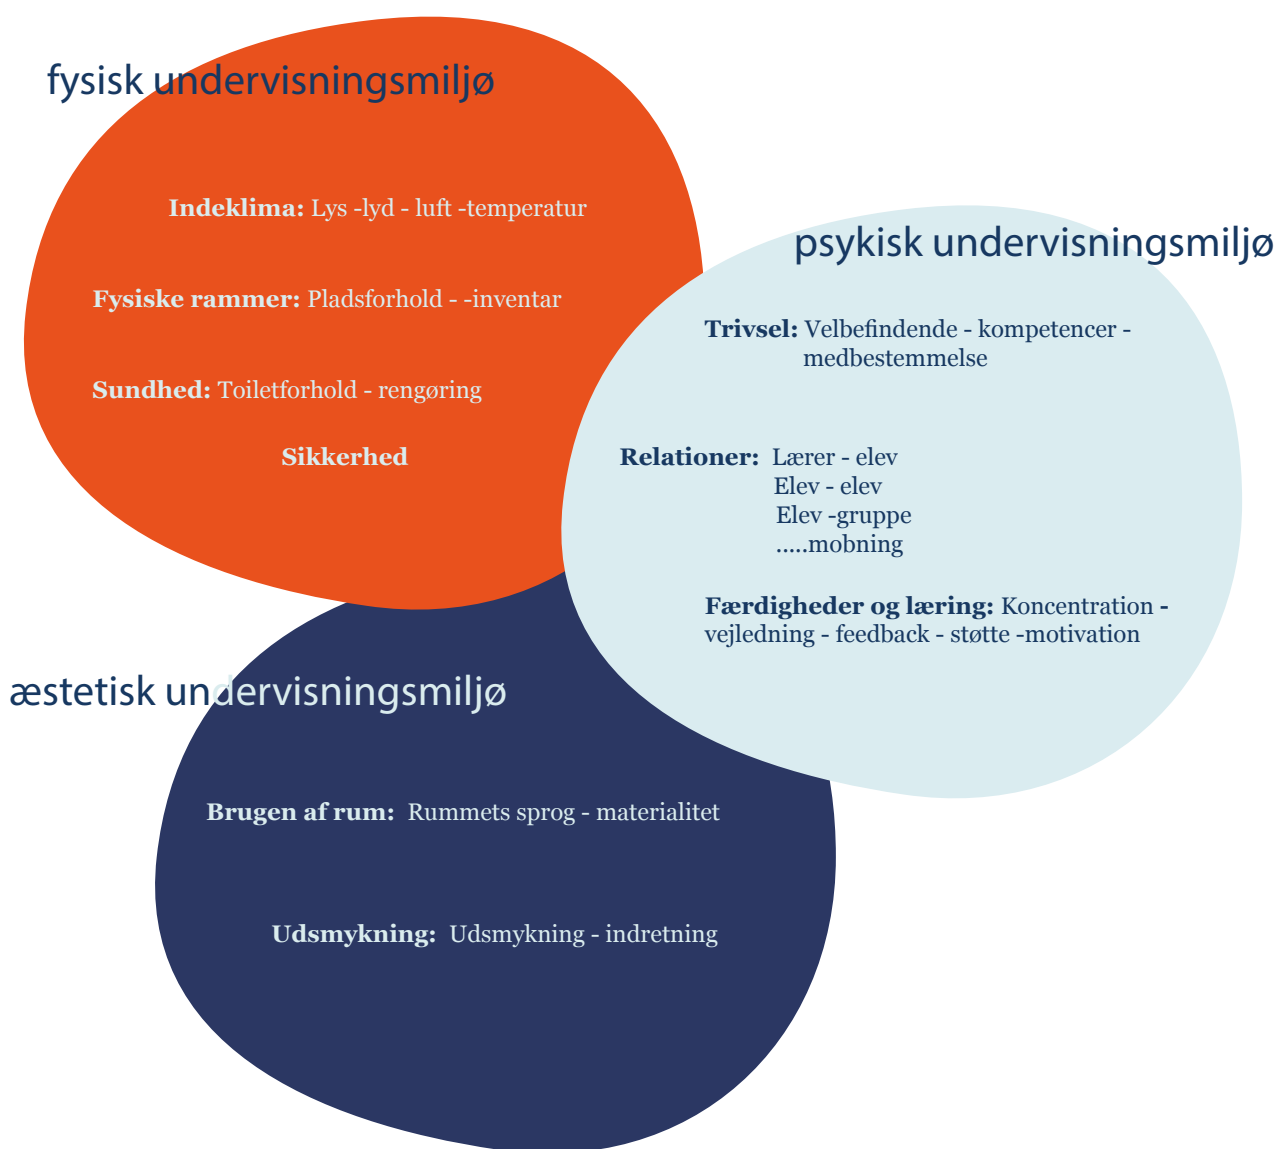 fysisk undervisningsmiljø
Indeklima: Lys -lyd - luft -temperatur
Fysiske rammer: Pladsforhold - -inventar
Sundhed: Toiletforhold - rengøring
Sikkerhed
psykisk undervisningsmiljø
Trivsel: Velbefindende - kompetencer -
medbestemmelse
Relationer: Lærer - elev
Elev - elev
Elev -gruppe
.....mobning
Færdigheder og læring: Koncentration -
vejledning - feedback - støtte -motivation
æstetisk undervisningsmiljø
Brugen af rum: Rummets sprog - materialitet
Udsmykning: Udsmykning - indretning